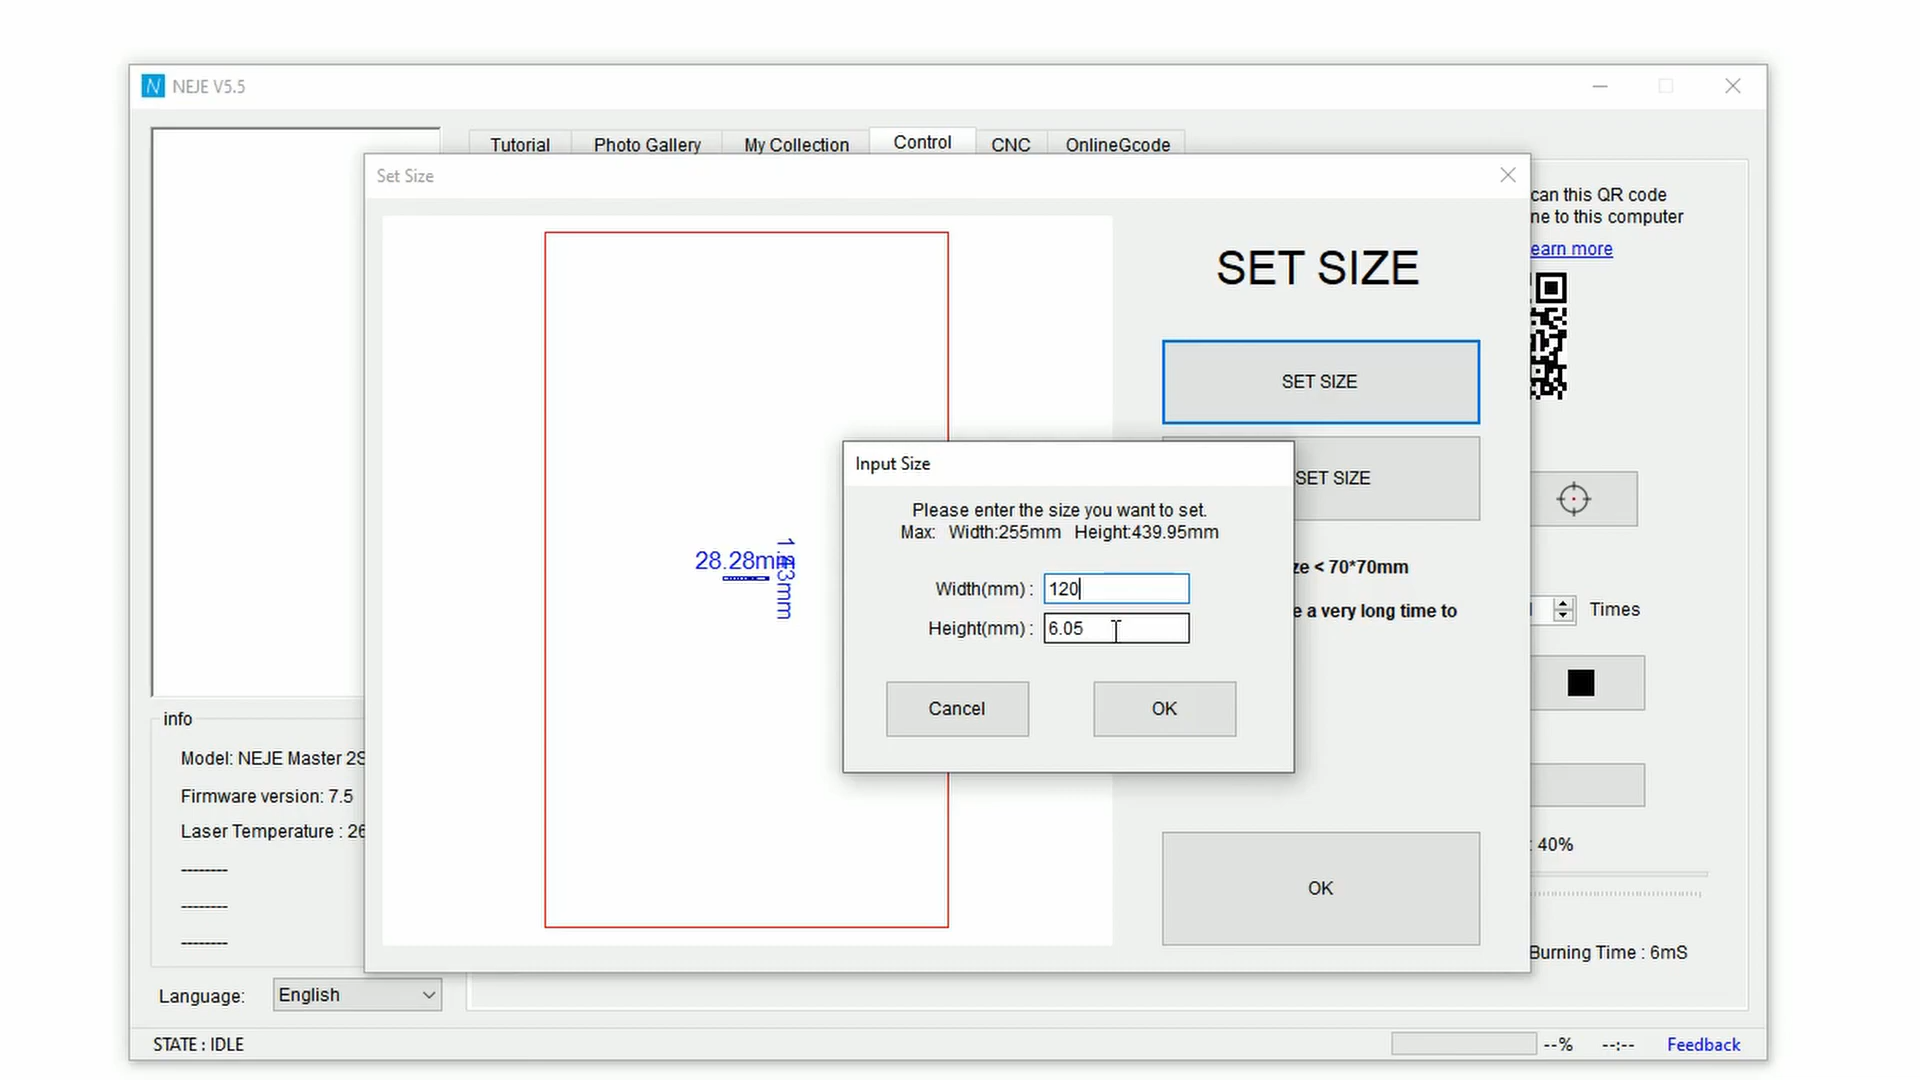 NEJE V5.5
Tutorial
Photo Gallery
My Collection
Control
CNC
OnlineGcode
Set Size
can this QR code
ne to this computer
earn more
SET SIZE
SET SIZE
SET SIZE
28.28mm
Input Size
Please enter the size you want to set.
Max: Width:255mm Height:439.95mm
Width(mm) : 120
Height(mm) : 6.05
Cancel
OK
ze < 70*70mm
e a very long time to
Times
OK
: 40%
Burning Time : 6mS
info
Model: NEJE Master 2S
Firmware version: 7.5
Laser Temperature : 26
--------
--------
--------
Language: English
STATE : IDLE
--%
--:--
Feedback